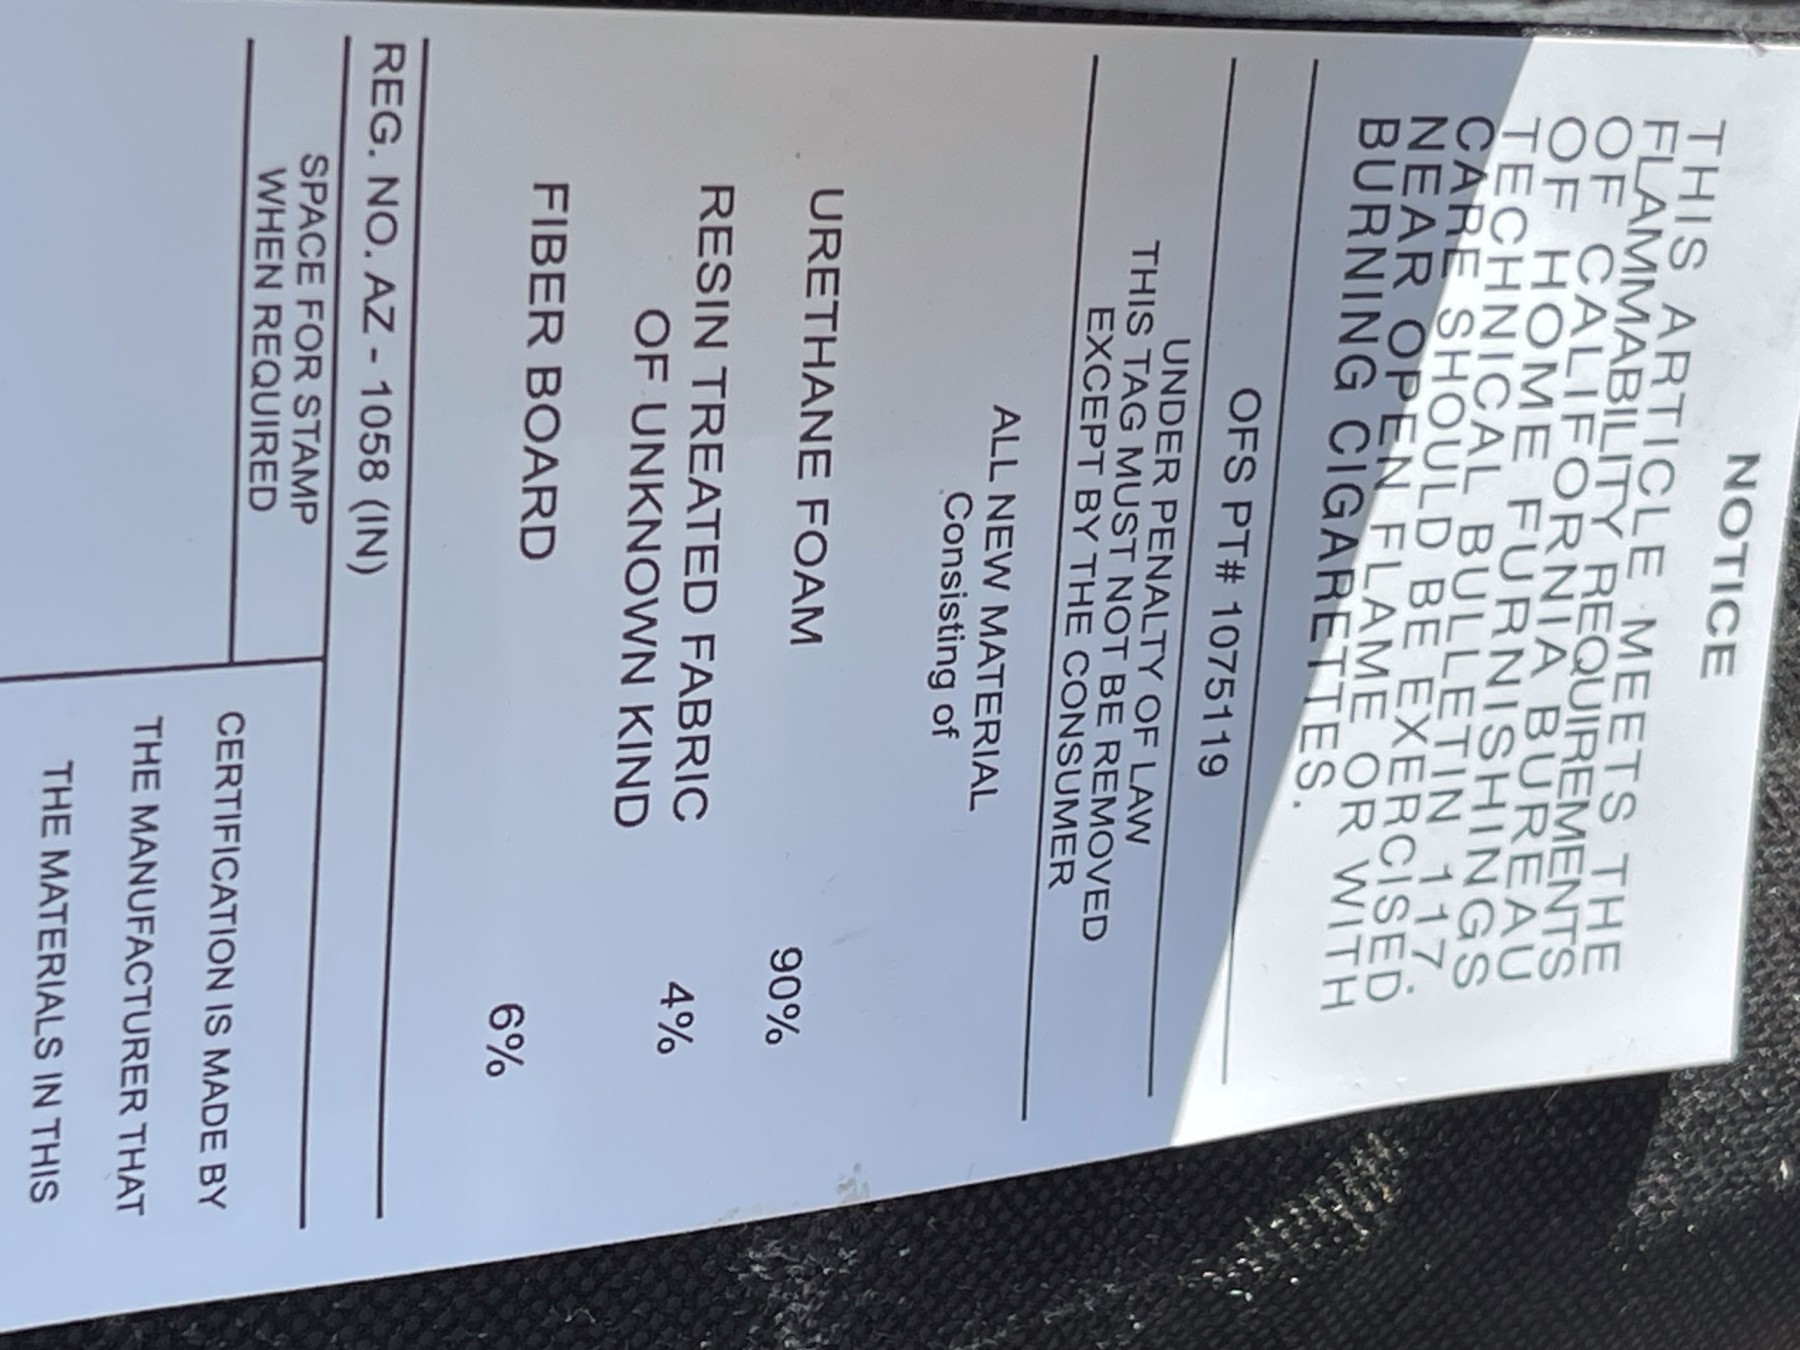 NOTICE
THIS ARTICLE MEETS THE
FLAMMABILITY REQUIREMENTS
OF CALIFORNIA BUREAU
OF HOME FURNISHINGS
TECHNICAL BULLETIN 117
CARE SHOULD BE EXERCISED.
NEAR OPEN FLAME OR WITH
BURNING CIGARETTES.
OFS PT# 1075119
UNDER PENALTY OF LAW
THIS TAG MUST NOT BE REMOVED
EXCEPT BY THE CONSUMER
ALL NEW MATERIAL
Consisting of
URETHANE FOAM 90%
RESIN TREATED FABRIC
OF UNKNOWN KIND 4%
FIBER BOARD 6%
REG. NO. AZ - 1058 (IN)
SPACE FOR STAMP
WHEN REQUIRED
CERTIFICATION IS MADE BY
THE MANUFACTURER THAT
THE MATERIALS IN THIS